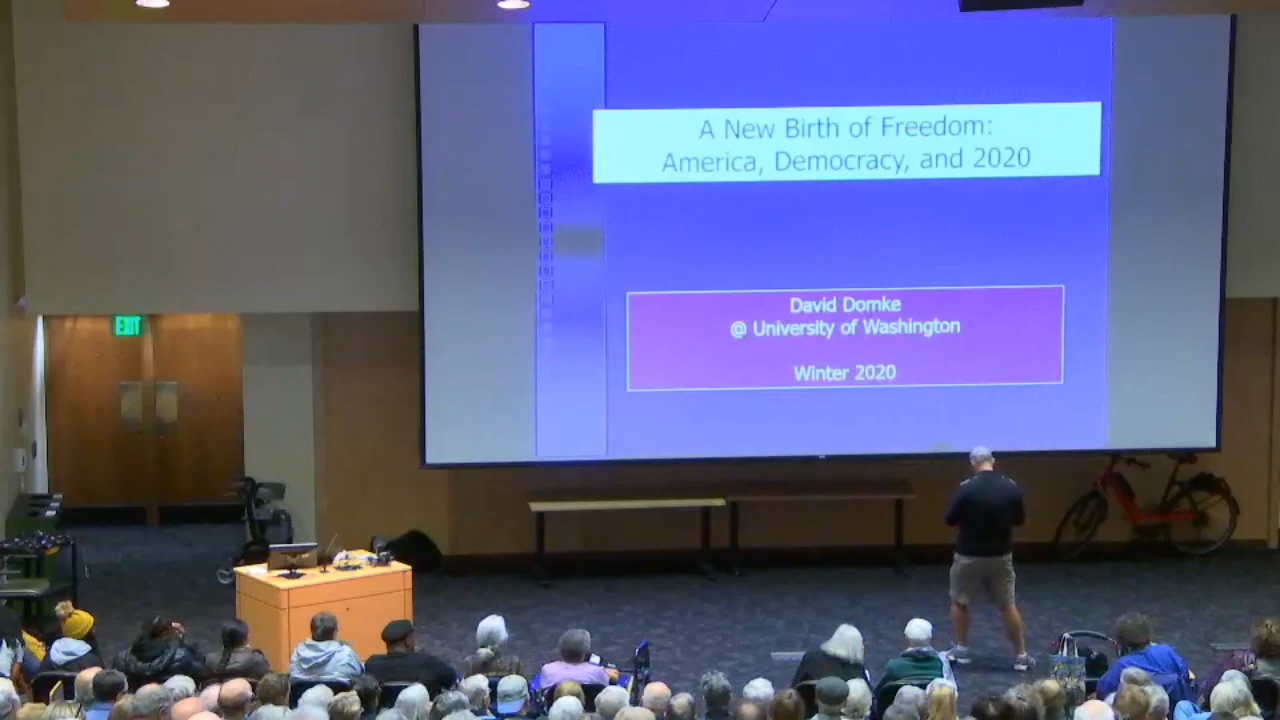 A New Birth of Freedom:
America, Democracy, and 2020
David Domke
@ University of Washington
Winter 2020
EXIT